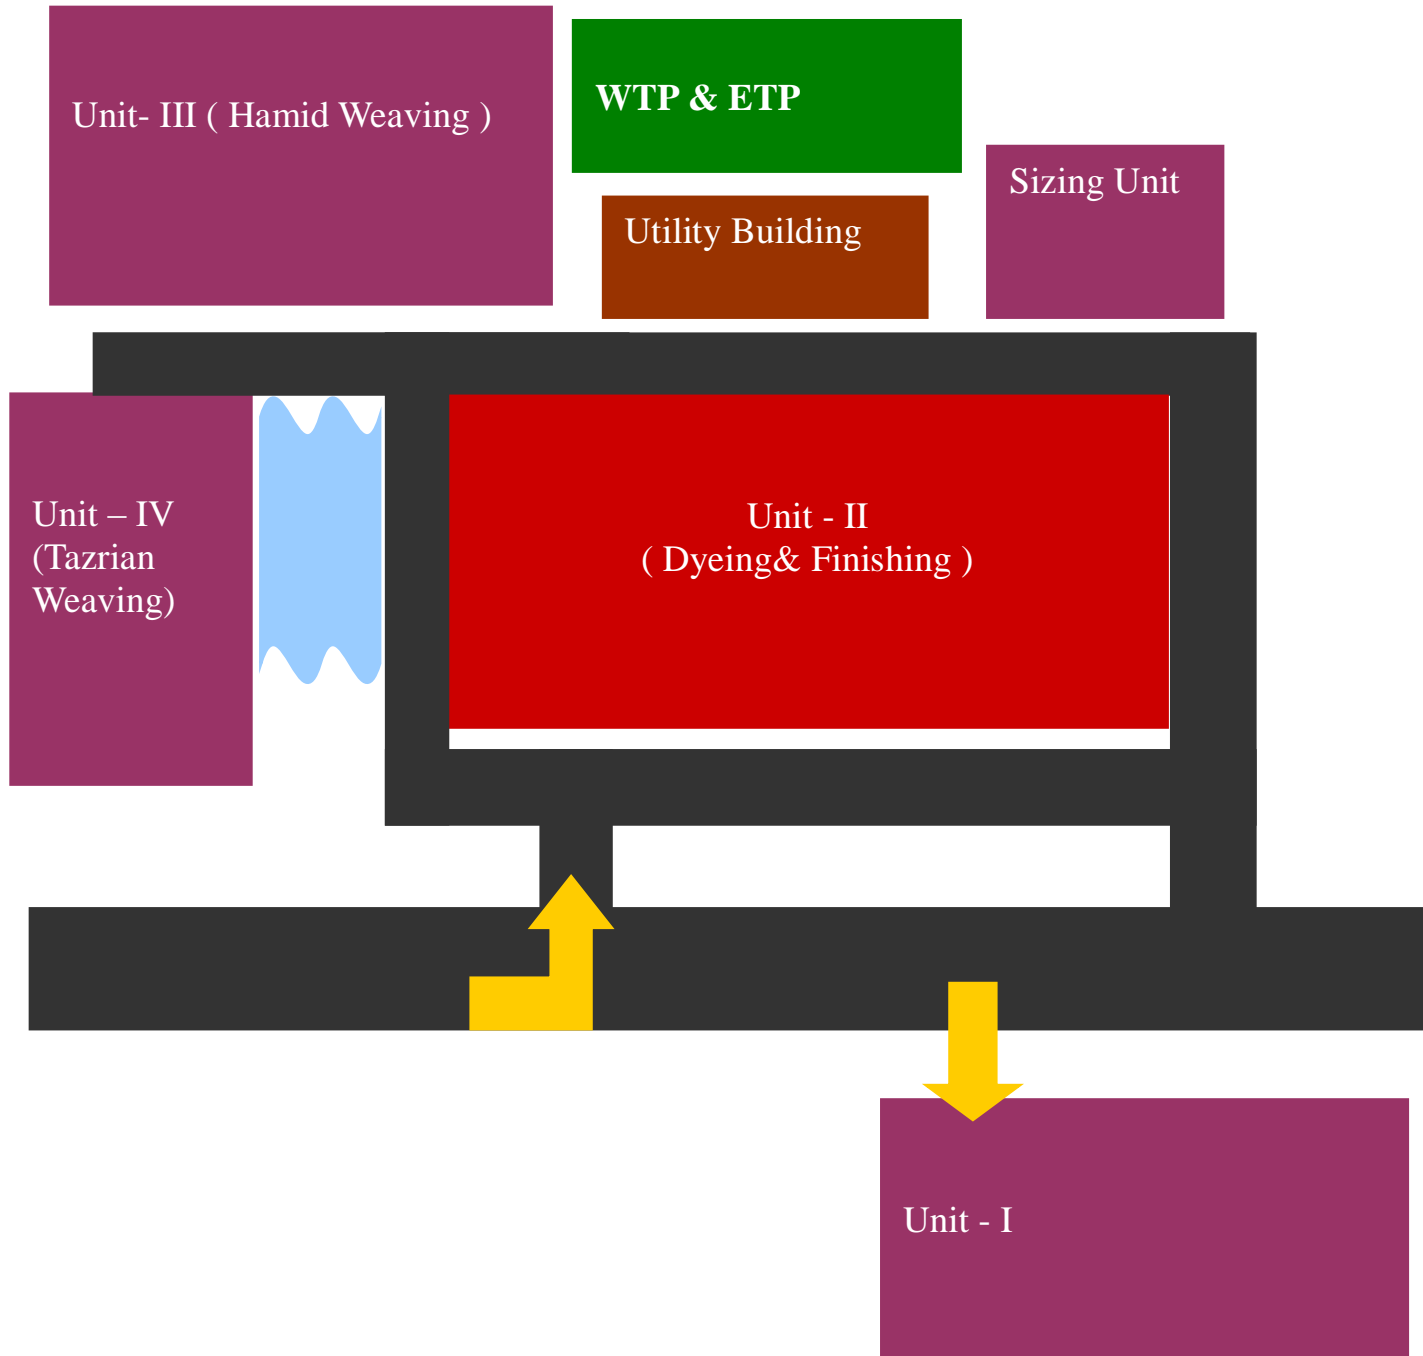 Unit- III ( Hamid Weaving )
WTP & ETP
Sizing Unit
Utility Building
Unit – IV
(Tazrian
Weaving)
Unit - II
( Dyeing& Finishing )
Unit - I